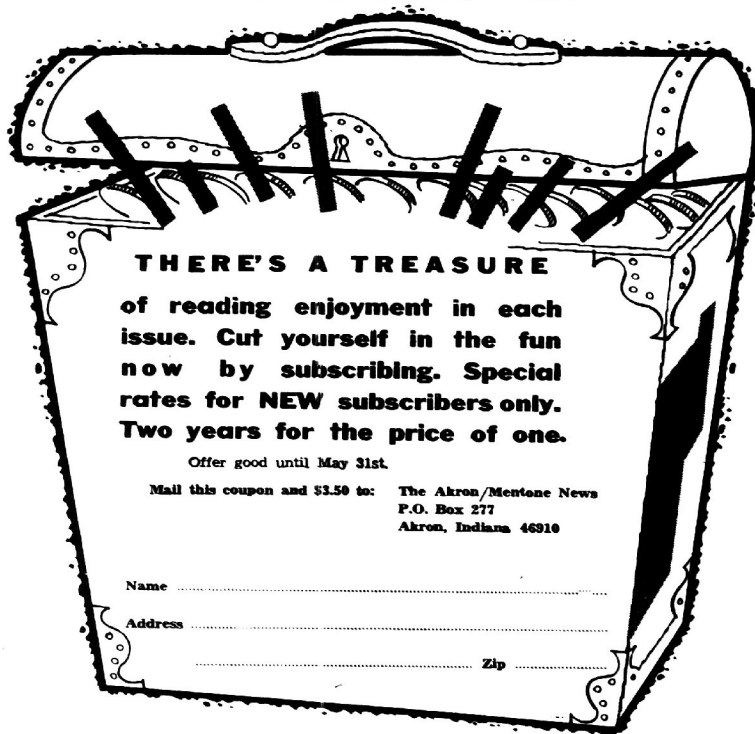 THERE'S A TREASURE
of reading enjoyment in each
issue. Cut yourself in the fun
now by subscribing. Special
rates for NEW subscribers only.
Two years for the price of one.
Offer good until May 31st.
Mail this coupon and $3.50 to: The Akron/Mentone News
P.O. Box 277
Akron, Indiana 46910
Name
Address
Zip